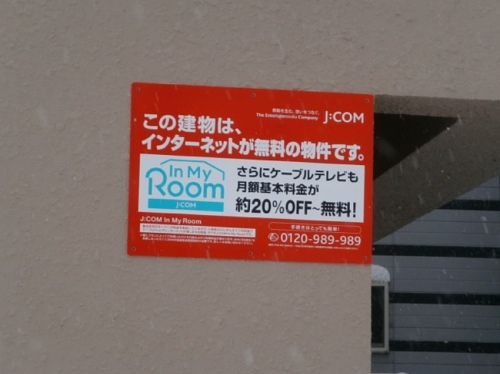 The Entertainmedia Company
J:COM
この建物は、
インターネットが無料の物件です。
In My
Room
J:COM
さらにケーブルテレビも
月額基本料金が
約20%OFF~無料!
J:COM In My Room
0120-989-989